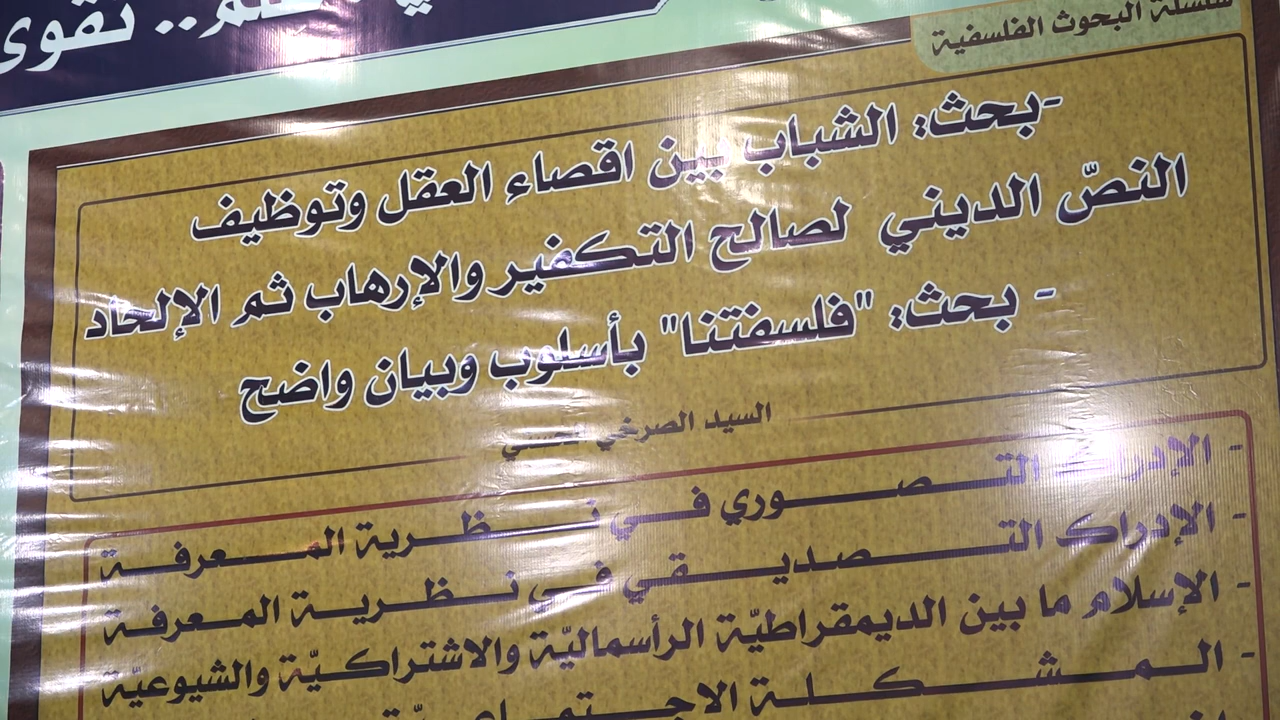 تقوى
سلسلة البحوث الفلسفية
-بحث: الشباب بين اقصاء العقل وتوظيف
النصّ الديني لصالح التكفير والإرهاب ثم الإلحاد
- بحث: "فلسفتنا" بأسلوب وبيان واضح
السيد الصرخي الحسني
- الإدراك التصوري في نظرية المعرفة
- الإدراك التصديقي في نظرية المعرفة
- الإسلام ما بين الديمقراطيّة الرأسماليّة والاشتراكيّة والشيوعيّة
- المشكلة